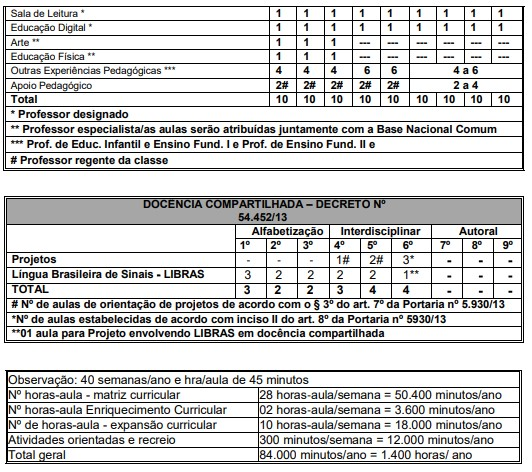 Sala de Leitura * 1 1 1 1 1 1 1 1 1
Educação Digital * 1 1 1 1 1 1 1 1 1
Arte ** 1 1 1 --- --- --- --- --- ---
Educação Física ** 1 1 1 --- --- --- --- --- ---
Outras Experiências Pedagógicas *** 4 4 4 6 6 4 a 6
Apoio Pedagógico 2# 2# 2# 2# 2# 2 a 4
Total 10 10 10 10 10 10 10 10 10
* Professor designado
** Professor especialista/as aulas serão atribuídas juntamente com a Base Nacional Comum
*** Prof. de Educ. Infantil e Ensino Fund. I e Prof. de Ensino Fund. II e
# Professor regente da classe
DOCENCIA COMPARTILHADA – DECRETO Nº
54.452/13
Alfabetização Interdisciplinar Autoral
1º 2º 3º 4º 5º 6º 7º 8º 9º
Projetos - - - 1# 2# 3* - - -
Língua Brasileira de Sinais - LIBRAS 3 2 2 2 2 1** - - -
TOTAL 3 2 2 3 4 4 - - -
# Nº de aulas de orientação de projetos de acordo com o § 3º do art. 7º da Portaria nº 5.930/13
*Nº de aulas estabelecidas de acordo com inciso II do art. 8º da Portaria nº 5930/13
**01 aula para Projeto envolvendo LIBRAS em docência compartilhada
Observação: 40 semanas/ano e hra/aula de 45 minutos
Nº horas-aula - matriz curricular 28 horas-aula/semana = 50.400 minutos/ano
Nº horas-aula Enriquecimento Curricular 02 horas-aula/semana = 3.600 minutos/ano
Nº de horas-aula - expansão curricular 10 horas-aula/semana = 18.000 minutos/ano
Atividades orientadas e recreio 300 minutos/semana = 12.000 minutos/ano
Total geral 84.000 minutos/ano = 1.400 horas/ ano